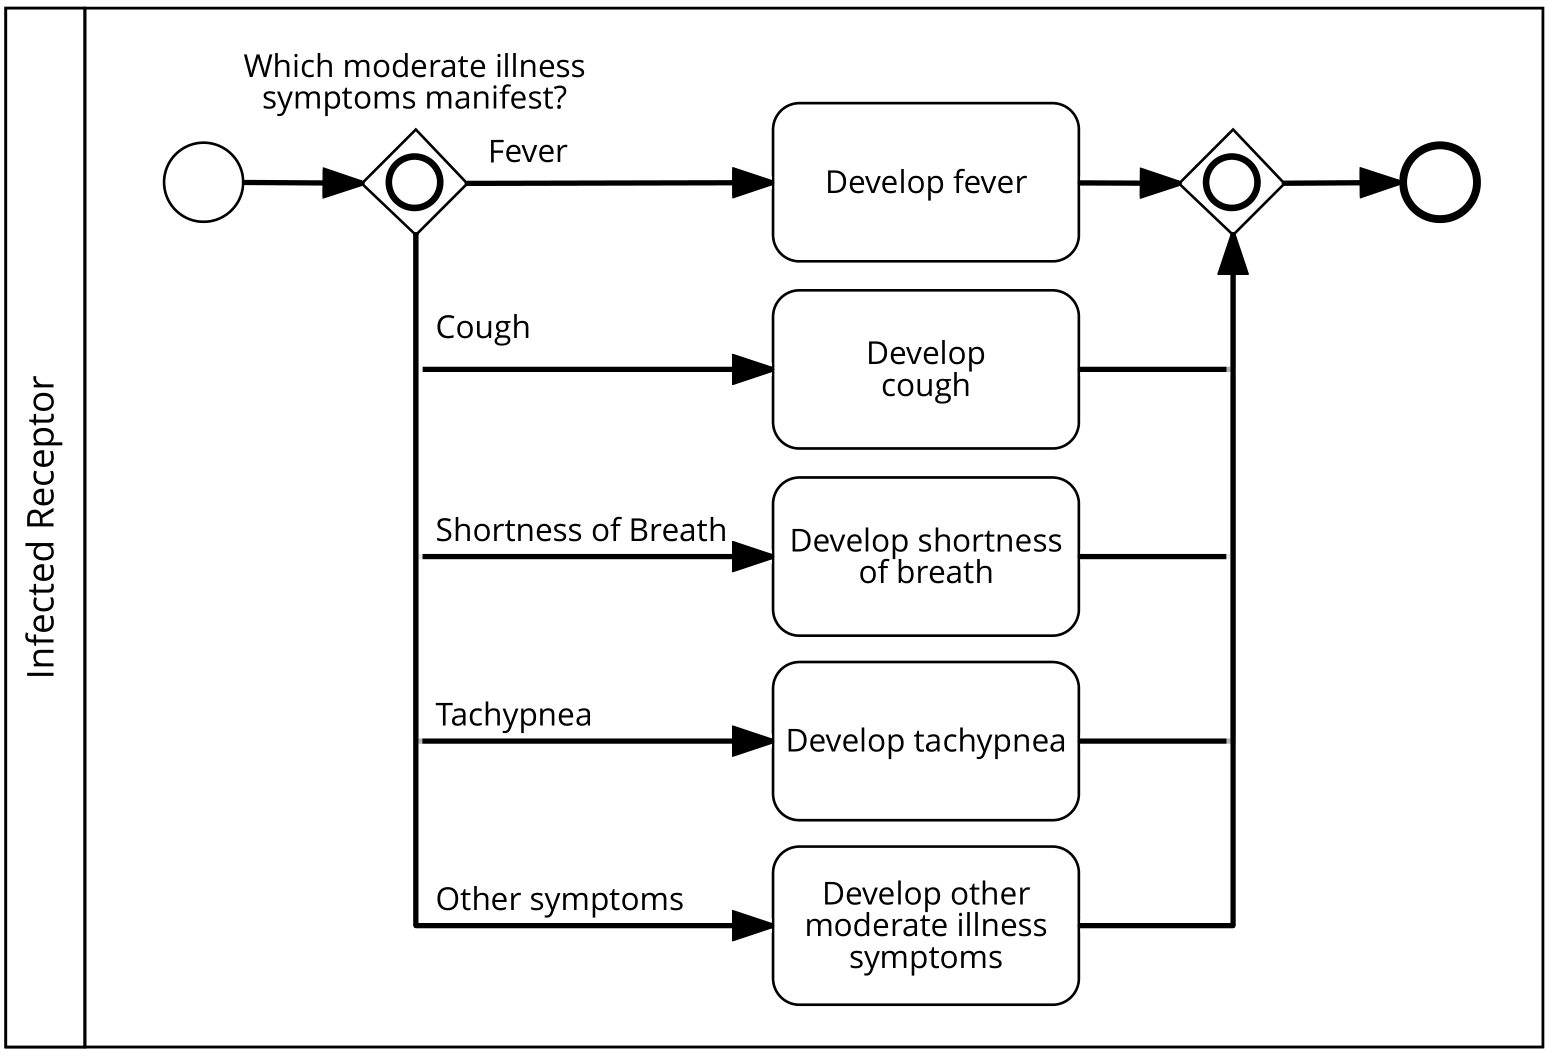 Infected Receptor
Which moderate illness
symptoms manifest?
Fever
Develop fever
Cough
Develop
cough
Shortness of Breath
Develop shortness
of breath
Tachypnea
Develop tachypnea
Other symptoms
Develop other
moderate illness
symptoms